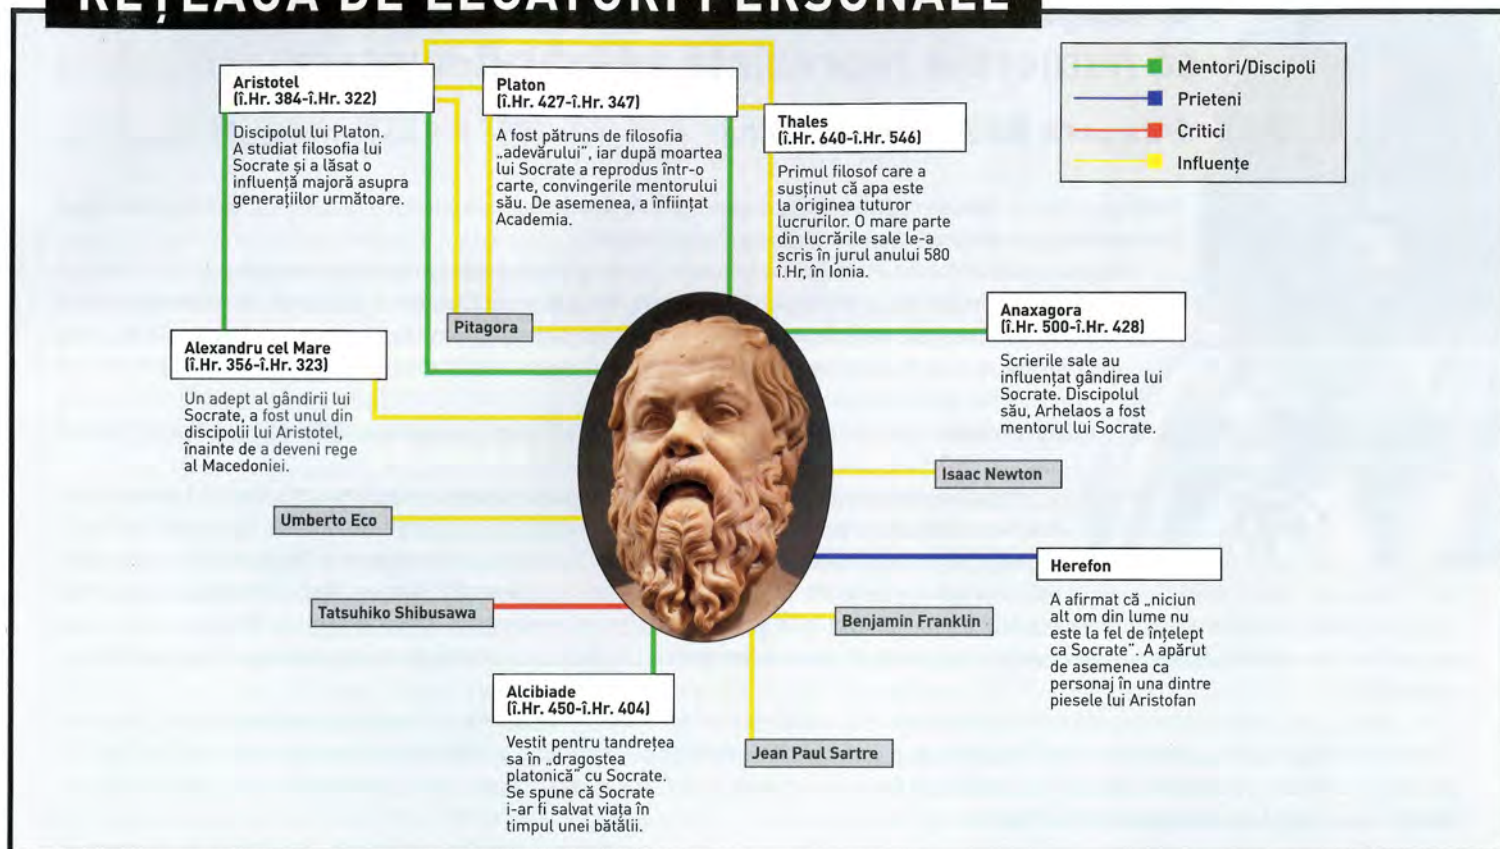 REȚEAUA DE LEGĂTURI PERSONALE
Mentori/Discipoli
Prieteni
Critici
Influențe
Aristotel
(î.Hr. 384-î.Hr. 322)
Discipolul lui Platon.
A studiat filosofia lui
Socrate și a lăsat o
influență majoră asupra
generațiilor următoare.
Platon
(î.Hr. 427-î.Hr. 347)
A fost pătruns de filosofia
„adevărului”, iar după moartea
lui Socrate a reprodus într-o
carte, convingerile mentorului
său. De asemenea, a înființat
Academia.
Thales
(î.Hr. 640-î.Hr. 546)
Primul filosof care a
susținut că apa este
la originea tuturor
lucrurilor. O mare parte
din lucrările sale le-a
scris în jurul anului 580
î.Hr, în Ionia.
Pitagora
Anaxagora
(î.Hr. 500-î.Hr. 428)
Scrierile sale au
influențat gândirea lui
Socrate. Discipolul
său, Arhelaos a fost
mentorul lui Socrate.
Alexandru cel Mare
(î.Hr. 356-î.Hr. 323)
Un adept al gândirii lui
Socrate, a fost unul din
discipolii lui Aristotel,
înainte de a deveni rege
al Macedoniei.
Isaac Newton
Umberto Eco
Herefon
A afirmat că „niciun
alt om din lume nu
este la fel de înțelept
ca Socrate”. A apărut
de asemenea ca
personaj în una dintre
piesele lui Aristofan
Tatsuhiko Shibusawa
Benjamin Franklin
Alcibiade
(î.Hr. 450-î.Hr. 404)
Vestit pentru tandrețea
sa în „dragostea
platonică” cu Socrate.
Se spune că Socrate
i-ar fi salvat viața în
timpul unei bătălii.
Jean Paul Sartre